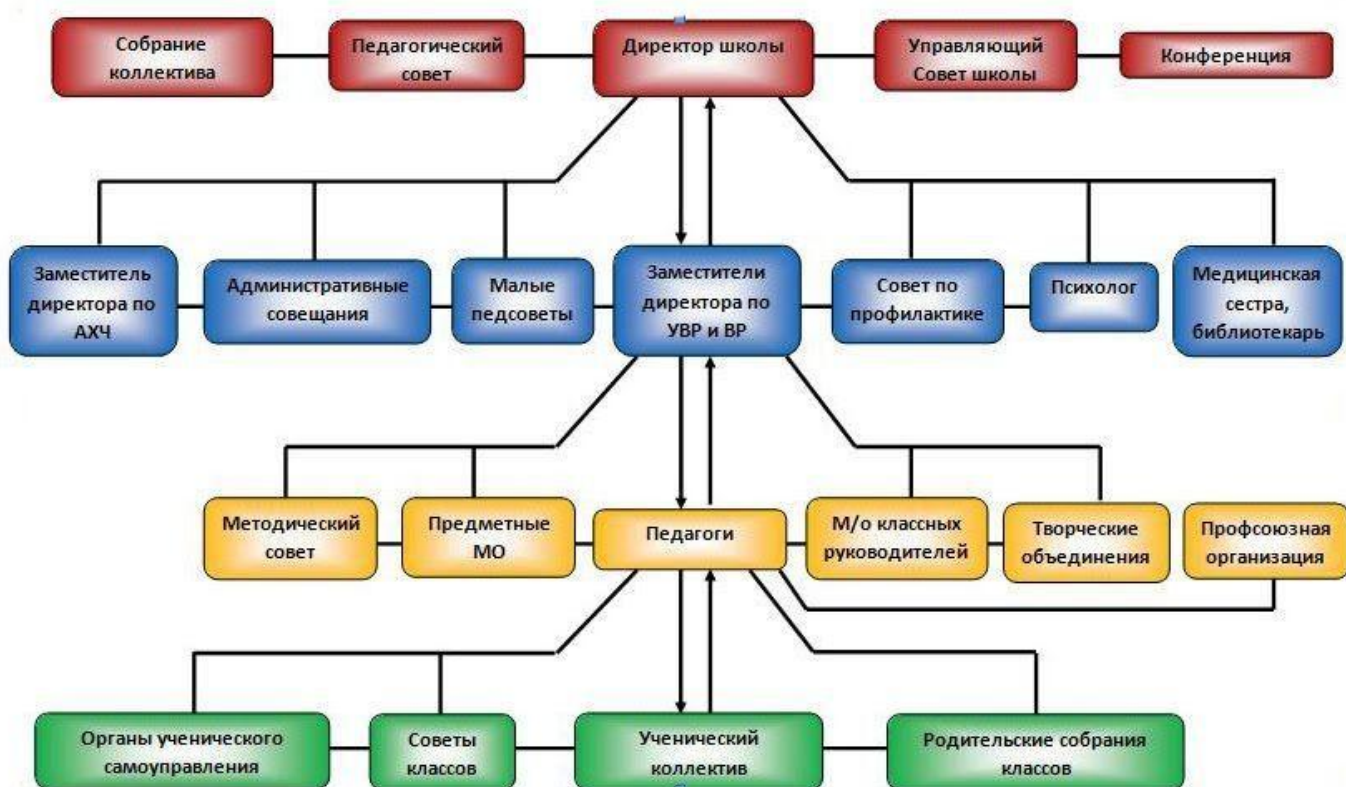 Собрание
коллектива
Педагогический
совет
Директор школы
Управляющий
Совет школы
Конференция
Заместитель
директора по
АХЧ
Административные
совещания
Малые
педсоветы
Заместители
директора по
УВР и ВР
Совет по
профилактике
Психолог
Медицинская
сестра,
библиотекарь
Методический
совет
Предметные
МО
Педагоги
М/о классных
руководителей
Творческие
объединения
Профсоюзная
организация
Органы ученического
самоуправления
Советы
классов
Ученический
коллектив
Родительские собрания
классов